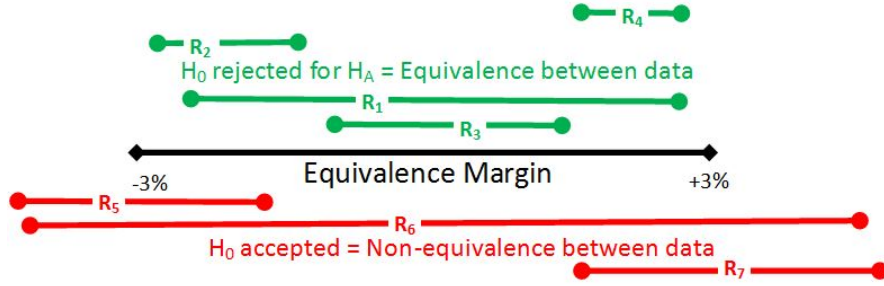 R4
R2
H0 rejected for HA = Equivalence between data
R1
R3
Equivalence Margin
-3%
+3%
R5
R6
H0 accepted = Non-equivalence between data
R7